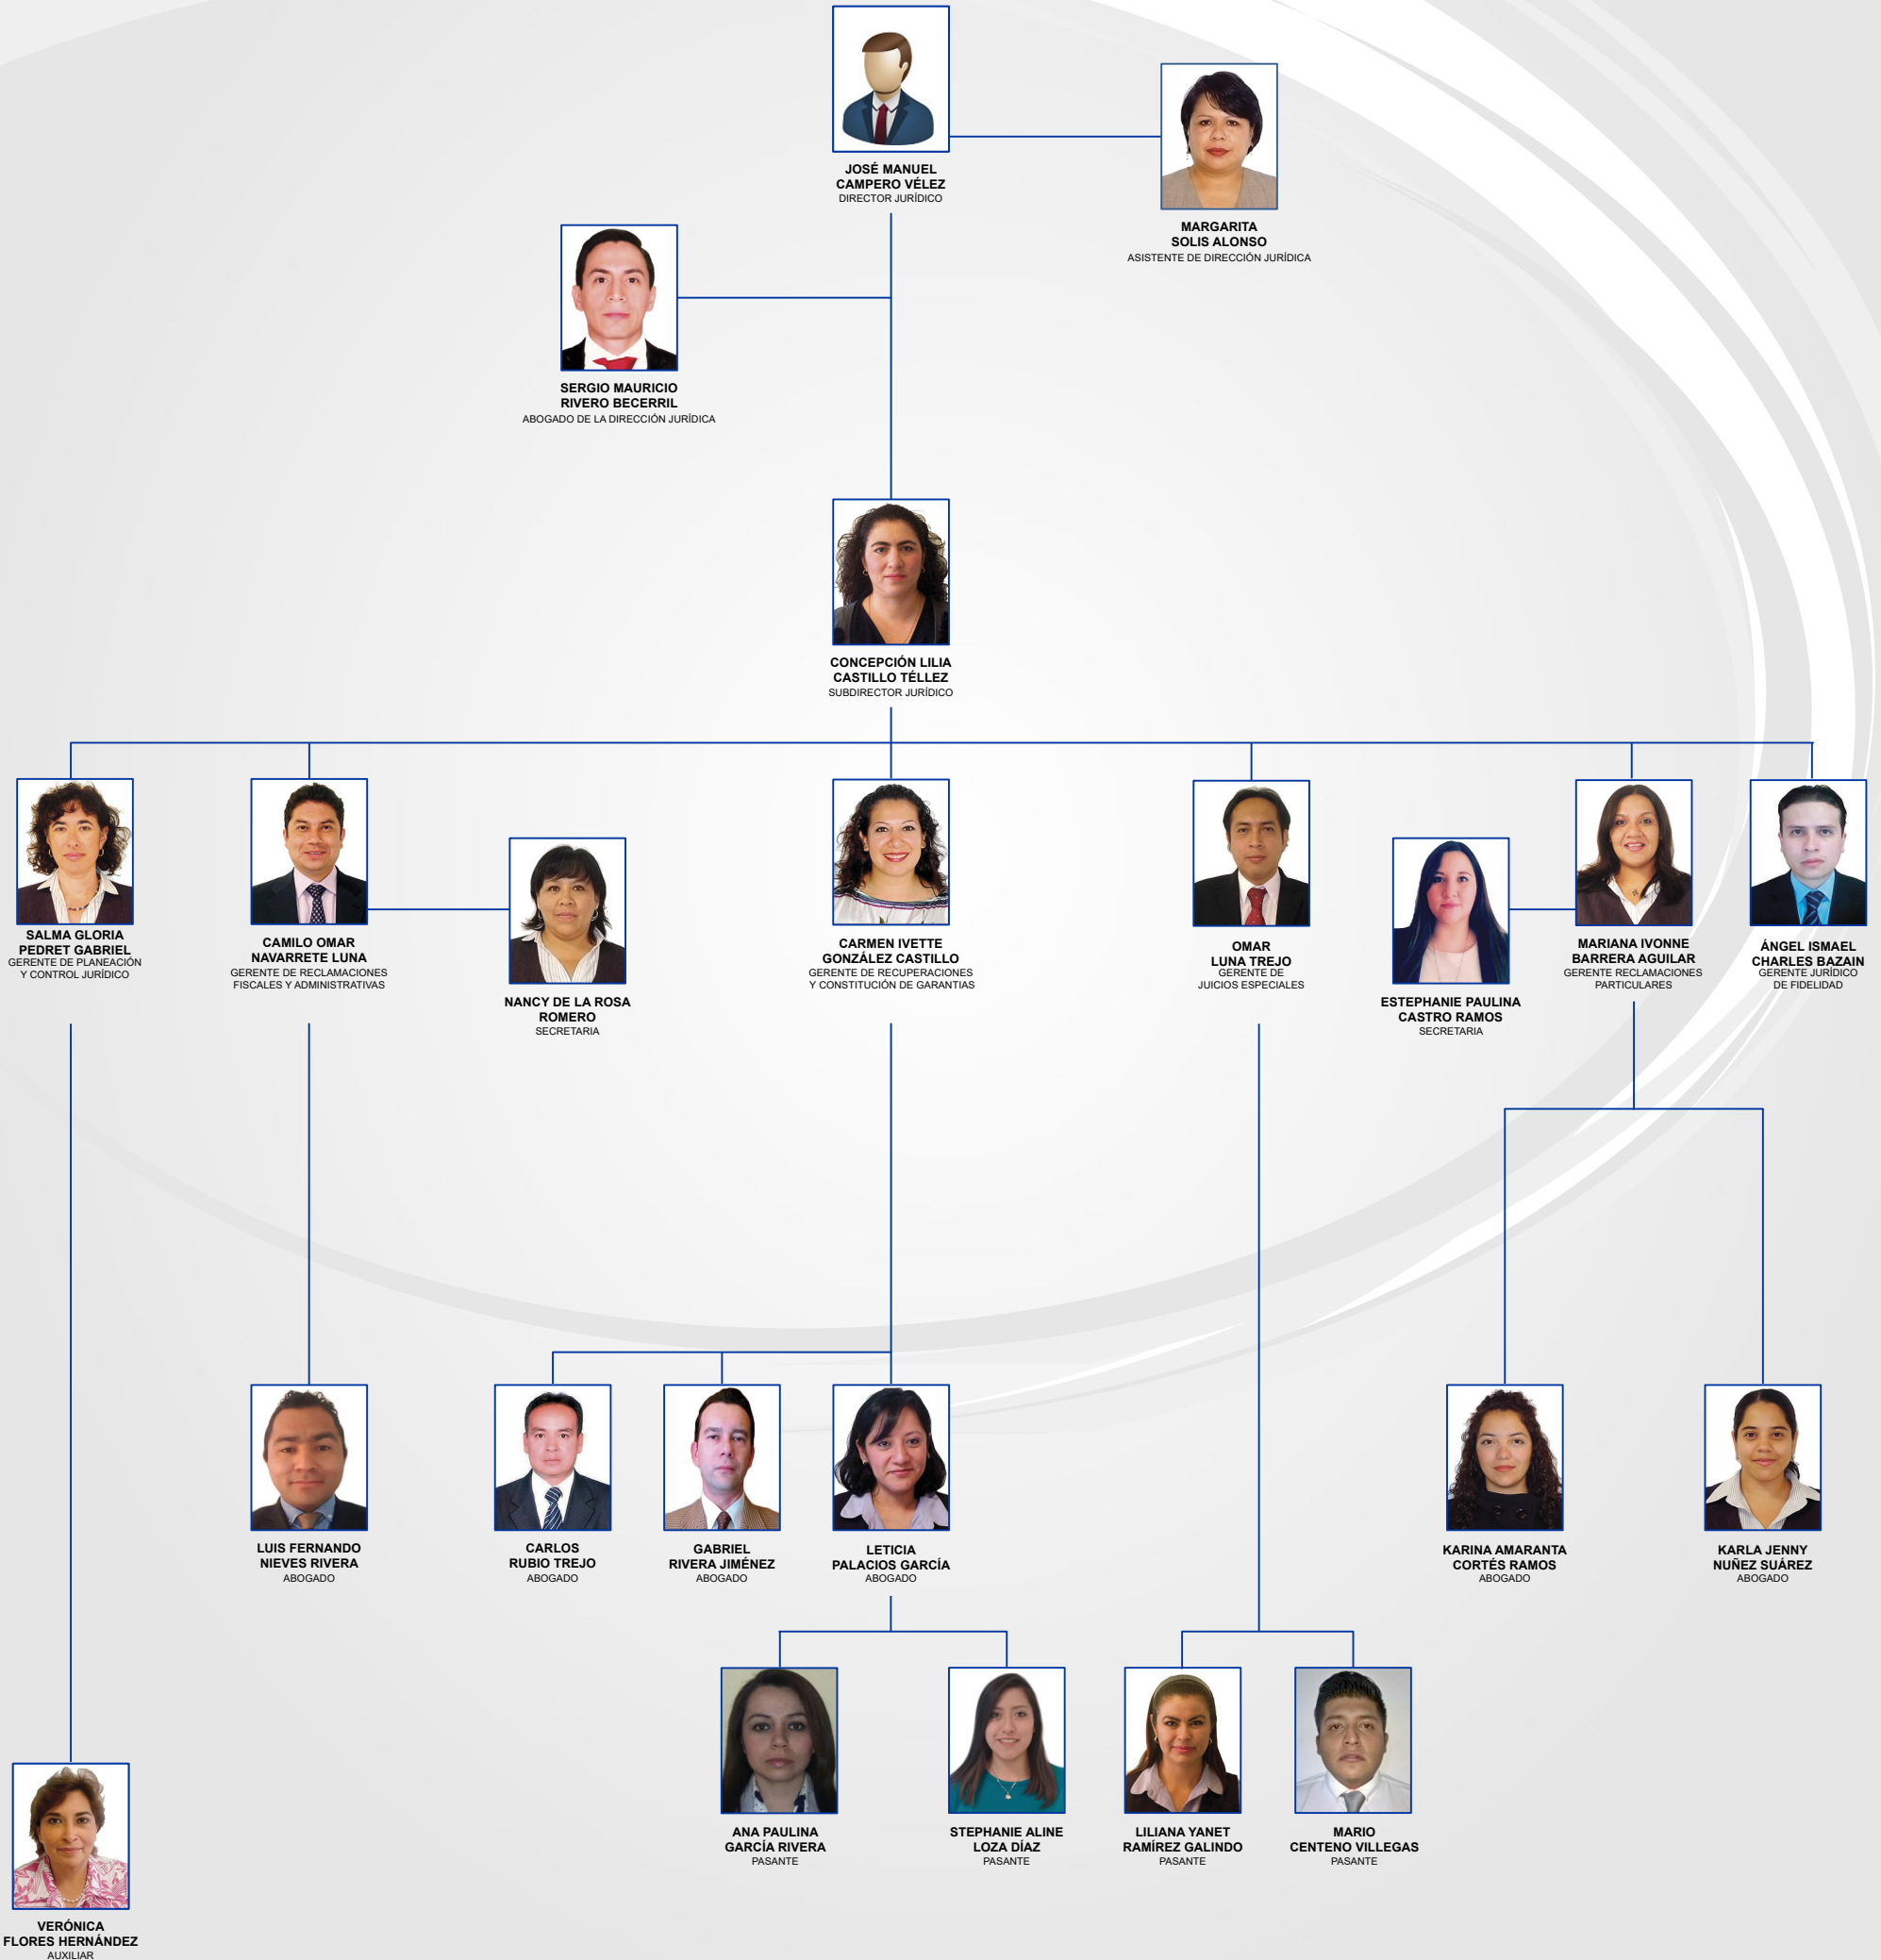 JOSÉ MANUEL
CAMPERO VÉLEZ
DIRECTOR JURÍDICO
MARGARITA
SOLIS ALONSO
ASISTENTE DE DIRECCIÓN JURÍDICA
SERGIO MAURICIO
RIVERO BECERRIL
ABOGADO DE LA DIRECCIÓN JURÍDICA
CONCEPCIÓN LILIA
CASTILLO TÉLLEZ
SUBDIRECTOR JURÍDICO
SALMA GLORIA
PEDRET GABRIEL
GERENTE DE PLANEACIÓN
Y CONTROL JURÍDICO
CAMILO OMAR
NAVARRETE LUNA
GERENTE DE RECLAMACIONES
FISCALES Y ADMINISTRATIVAS
NANCY DE LA ROSA
ROMERO
SECRETARIA
CARMEN IVETTE
GONZÁLEZ CASTILLO
GERENTE DE RECUPERACIONES
Y CONSTITUCIÓN DE GARANTIAS
OMAR
LUNA TREJO
GERENTE DE
JUICIOS ESPECIALES
ESTEPHANIE PAULINA
CASTRO RAMOS
SECRETARIA
MARIANA IVONNE
BARRERA AGUILAR
GERENTE RECLAMACIONES
PARTICULARES
ÁNGEL ISMAEL
CHARLES BAZAIN
GERENTE JURÍDICO
DE FIDELIDAD
LUIS FERNANDO
NIEVES RIVERA
ABOGADO
CARLOS
RUBIO TREJO
ABOGADO
GABRIEL
RIVERA JIMÉNEZ
ABOGADO
LETICIA
PALACIOS GARCÍA
ABOGADO
KARINA AMARANTA
CORTÉS RAMOS
ABOGADO
KARLA JENNY
NUÑEZ SUÁREZ
ABOGADO
ANA PAULINA
GARCÍA RIVERA
PASANTE
STEPHANIE ALINE
LOZA DÍAZ
PASANTE
LILIANA YANET
RAMÍREZ GALINDO
PASANTE
MARIO
CENTENO VILLEGAS
PASANTE
VERÓNICA
FLORES HERNÁNDEZ
AUXILIAR